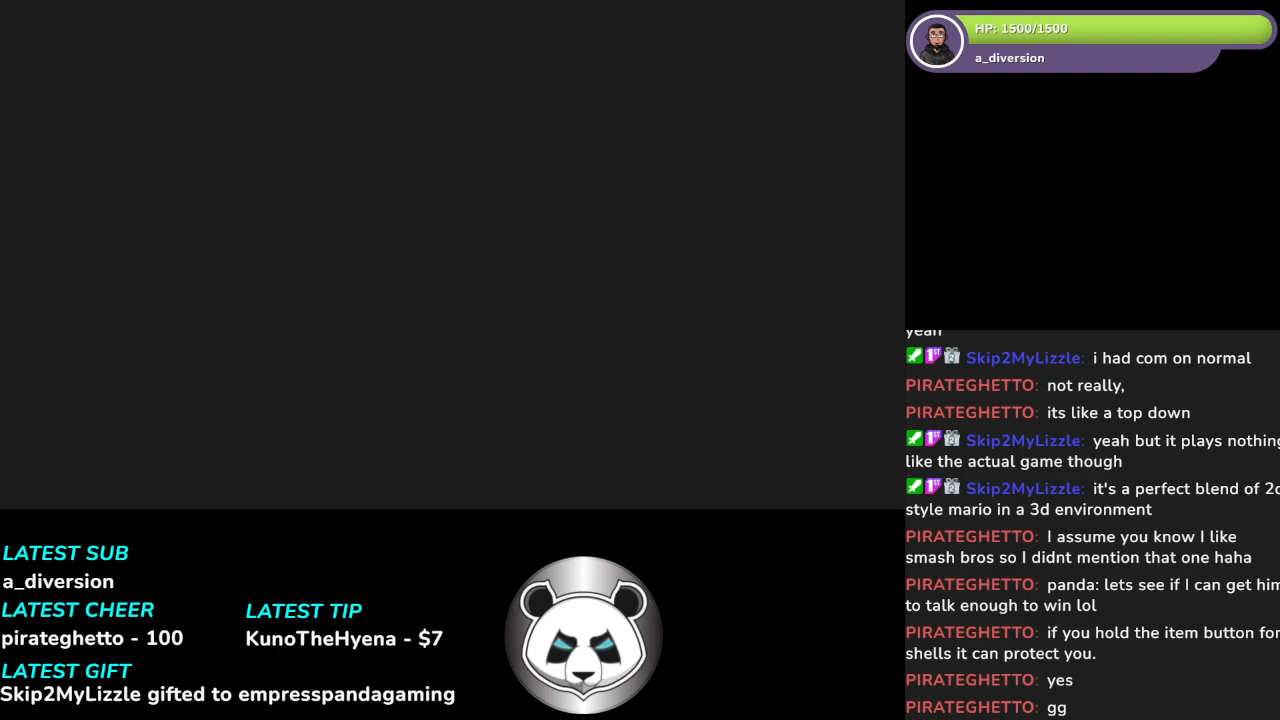 HP: 1500/1500
a_diversion
yeah
Skip2MyLizzle: i had com on normal
PIRATEGHETTO: not really,
PIRATEGHETTO: its like a top down
Skip2MyLizzle: yeah but it plays nothing
like the actual game though
Skip2MyLizzle: it's a perfect blend of 2d
style mario in a 3d environment
PIRATEGHETTO: I assume you know I like
smash bros so I didnt mention that one haha
PIRATEGHETTO: panda: lets see if I can get him
to talk enough to win lol
PIRATEGHETTO: if you hold the item button for
shells it can protect you.
PIRATEGHETTO: yes
PIRATEGHETTO: gg
LATEST SUB
a_diversion
LATEST CHEER
pirateghetto - 100
LATEST TIP
KunoTheHyena - $7
LATEST GIFT
Skip2MyLizzle gifted to empresspandagaming